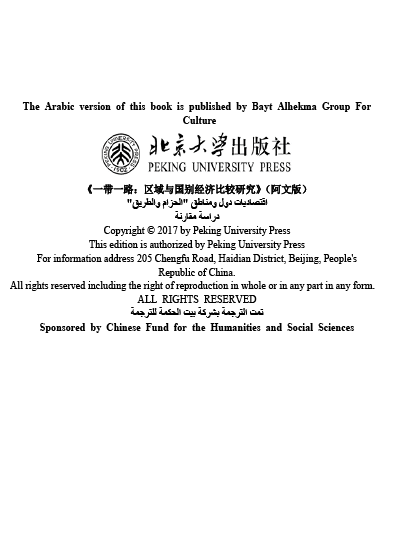 The Arabic version of this book is published by Bayt Alhekma Group For
Culture
北京大学出版社
PEKING UNIVERSITY PRESS
PEKING UNIVERSITY PRESS
1902
《一带一路：区域与国别经济比较研究》（阿文版）
اقتصاديات دول ومناطق "الحزام والطريق"
دراسة مقارنة
Copyright © 2017 by Peking University Press
This edition is authorized by Peking University Press
For information address 205 Chengfu Road, Haidian District, Beijing, People's
Republic of China.
All rights reserved including the right of reproduction in whole or in any part in any form.
ALL RIGHTS RESERVED
تمت الترجمة بشركة بيت الحكمة للترجمة
Sponsored by Chinese Fund for the Humanities and Social Sciences